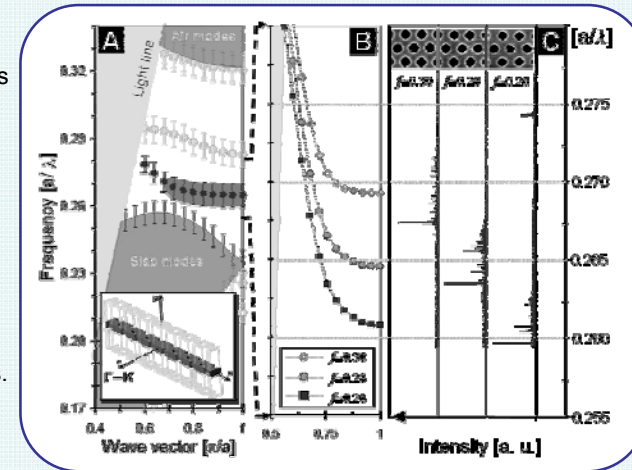 s
.
A
Air modes
Light line
Slab modes
Γ–K
Frequency [a/ λ]
0.32
0.29
0.26
0.23
0.20
0.17
0.4
0.6
0.8
1
Wave vector [π/a]
B
0.5
0.75
1
C
[a/λ]
0.275
0.270
0.265
0.260
0.255
Intensity [a. u.]